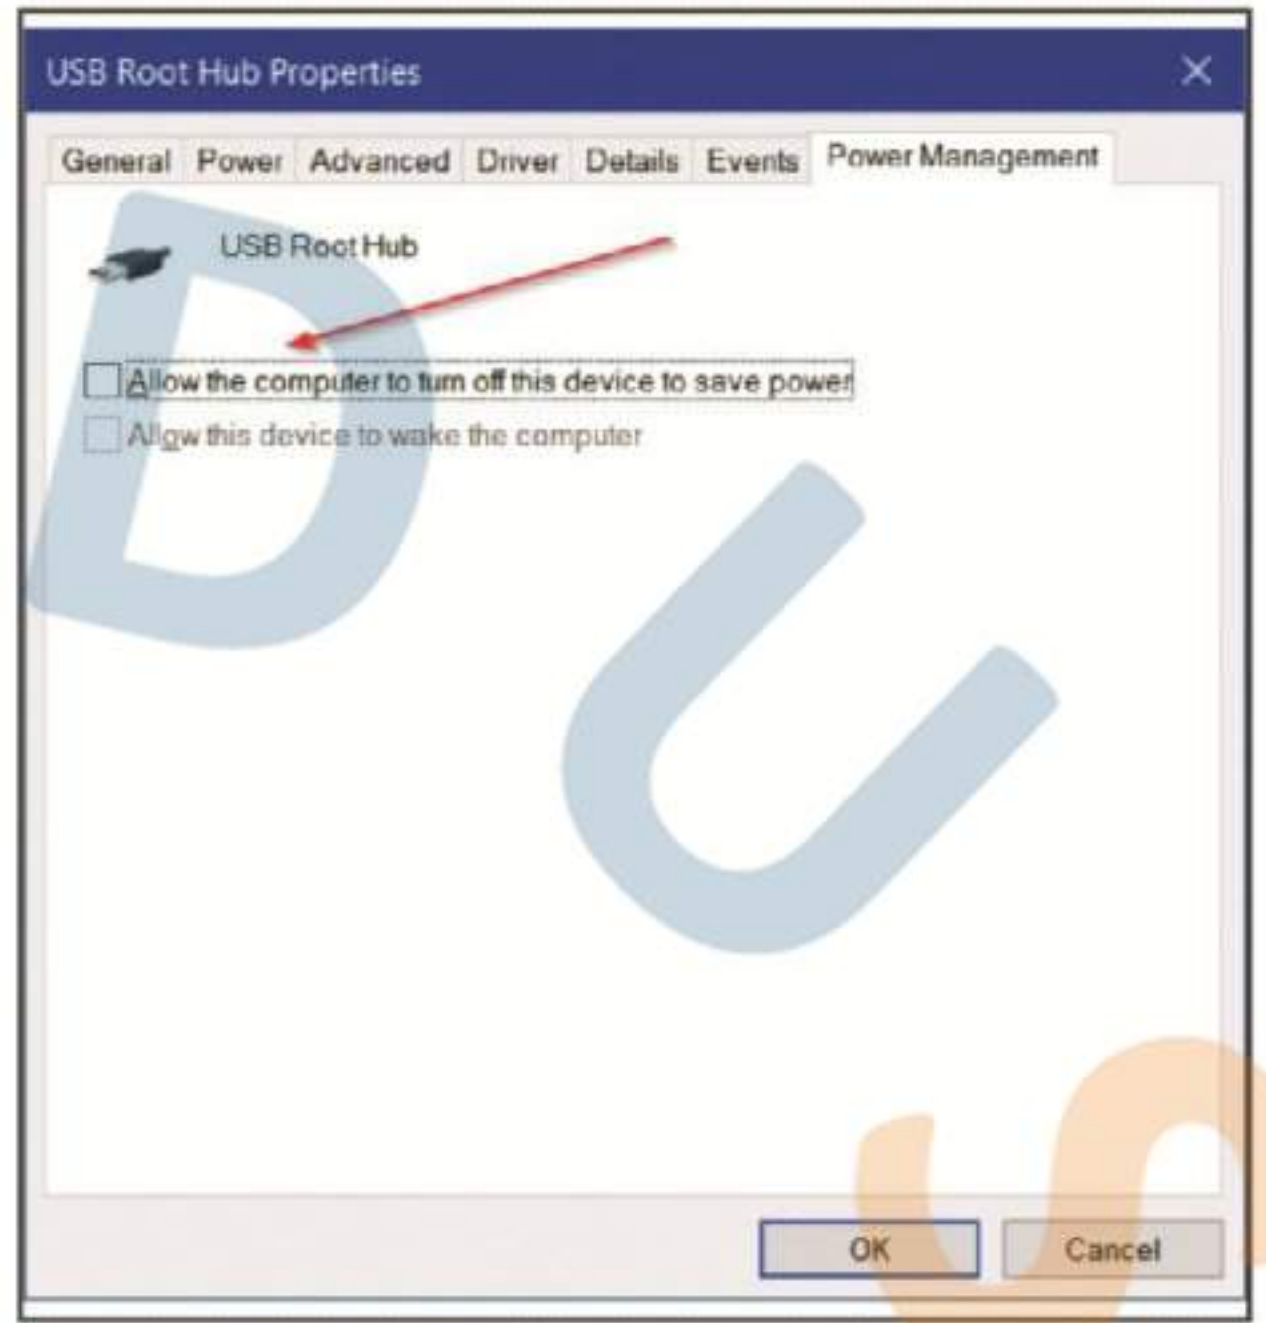 USB Root Hub Properties
General Power Advanced Driver Details Events Power Management
USB Root Hub
Allow the computer to turn off this device to save power
Allow this device to wake the computer
OK Cancel
D
U
S